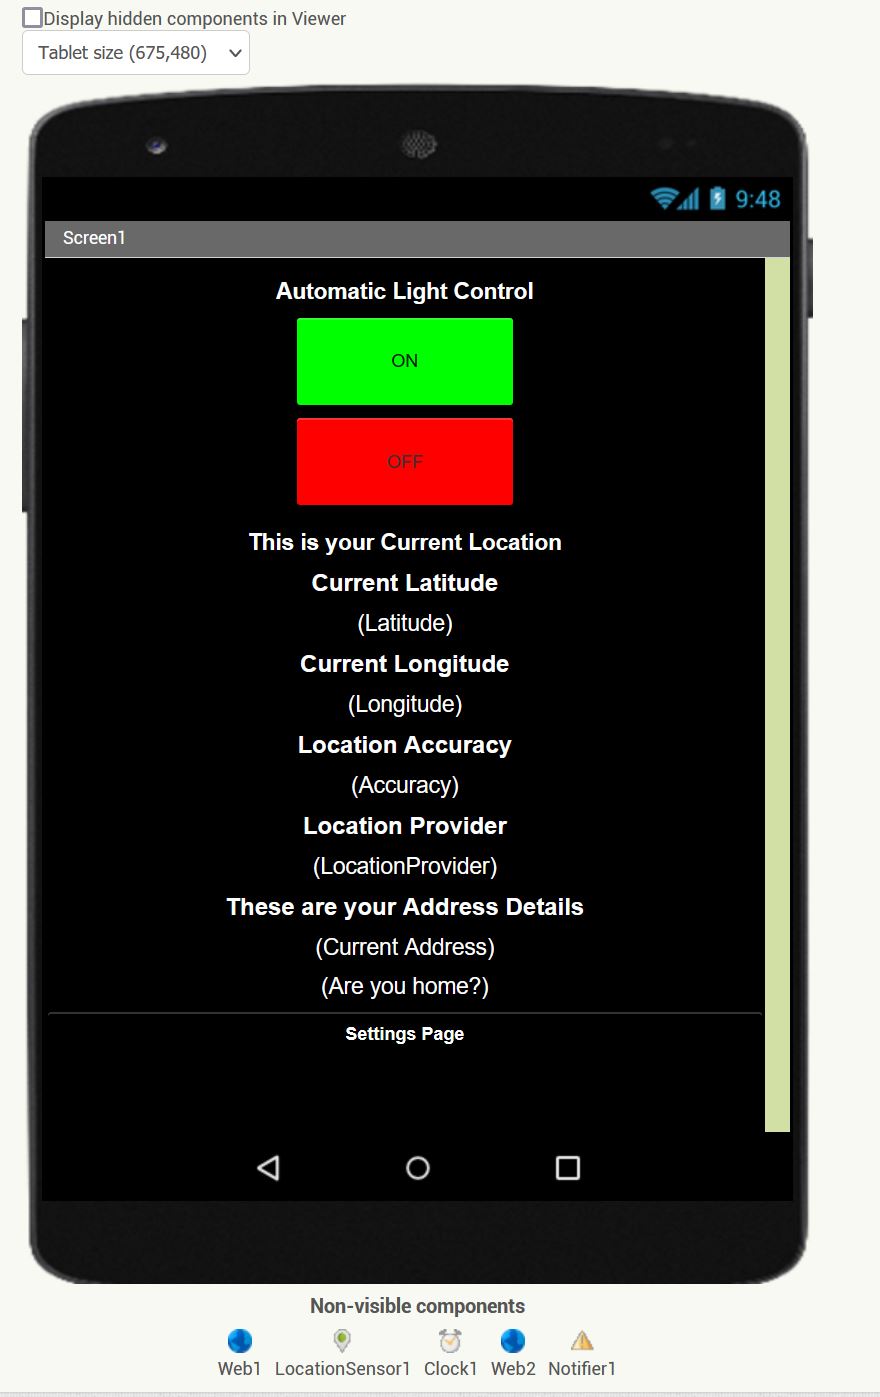 Display hidden components in Viewer
Tablet size (675,480)
9:48
Screen1
Automatic Light Control
ON
OFF
This is your Current Location
Current Latitude
(Latitude)
Current Longitude
(Longitude)
Location Accuracy
(Accuracy)
Location Provider
(LocationProvider)
These are your Address Details
(Current Address)
(Are you home?)
Settings Page
Non-visible components
Web1 LocationSensor1 Clock1 Web2 Notifier1